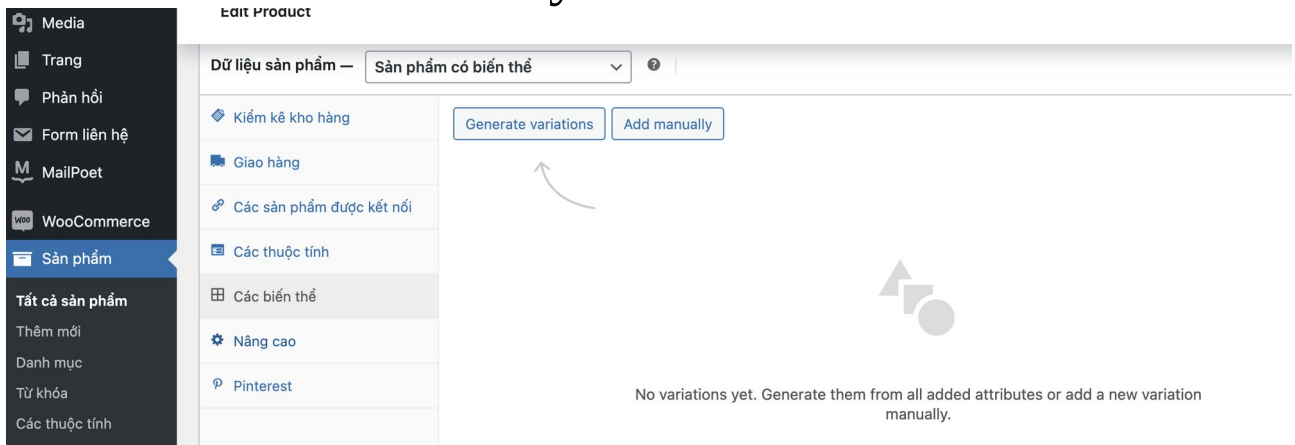 Edit Product
Media
Trang
Phản hồi
Form liên hệ
MailPoet
WooCommerce
Sản phẩm
Tất cả sản phẩm
Thêm mới
Danh mục
Từ khóa
Các thuộc tính
Dữ liệu sản phẩm — Sản phẩm có biến thể
Kiểm kê kho hàng
Giao hàng
Các sản phẩm được kết nối
Các thuộc tính
Các biến thể
Nâng cao
Pinterest
Generate variations Add manually
No variations yet. Generate them from all added attributes or add a new variation
manually.